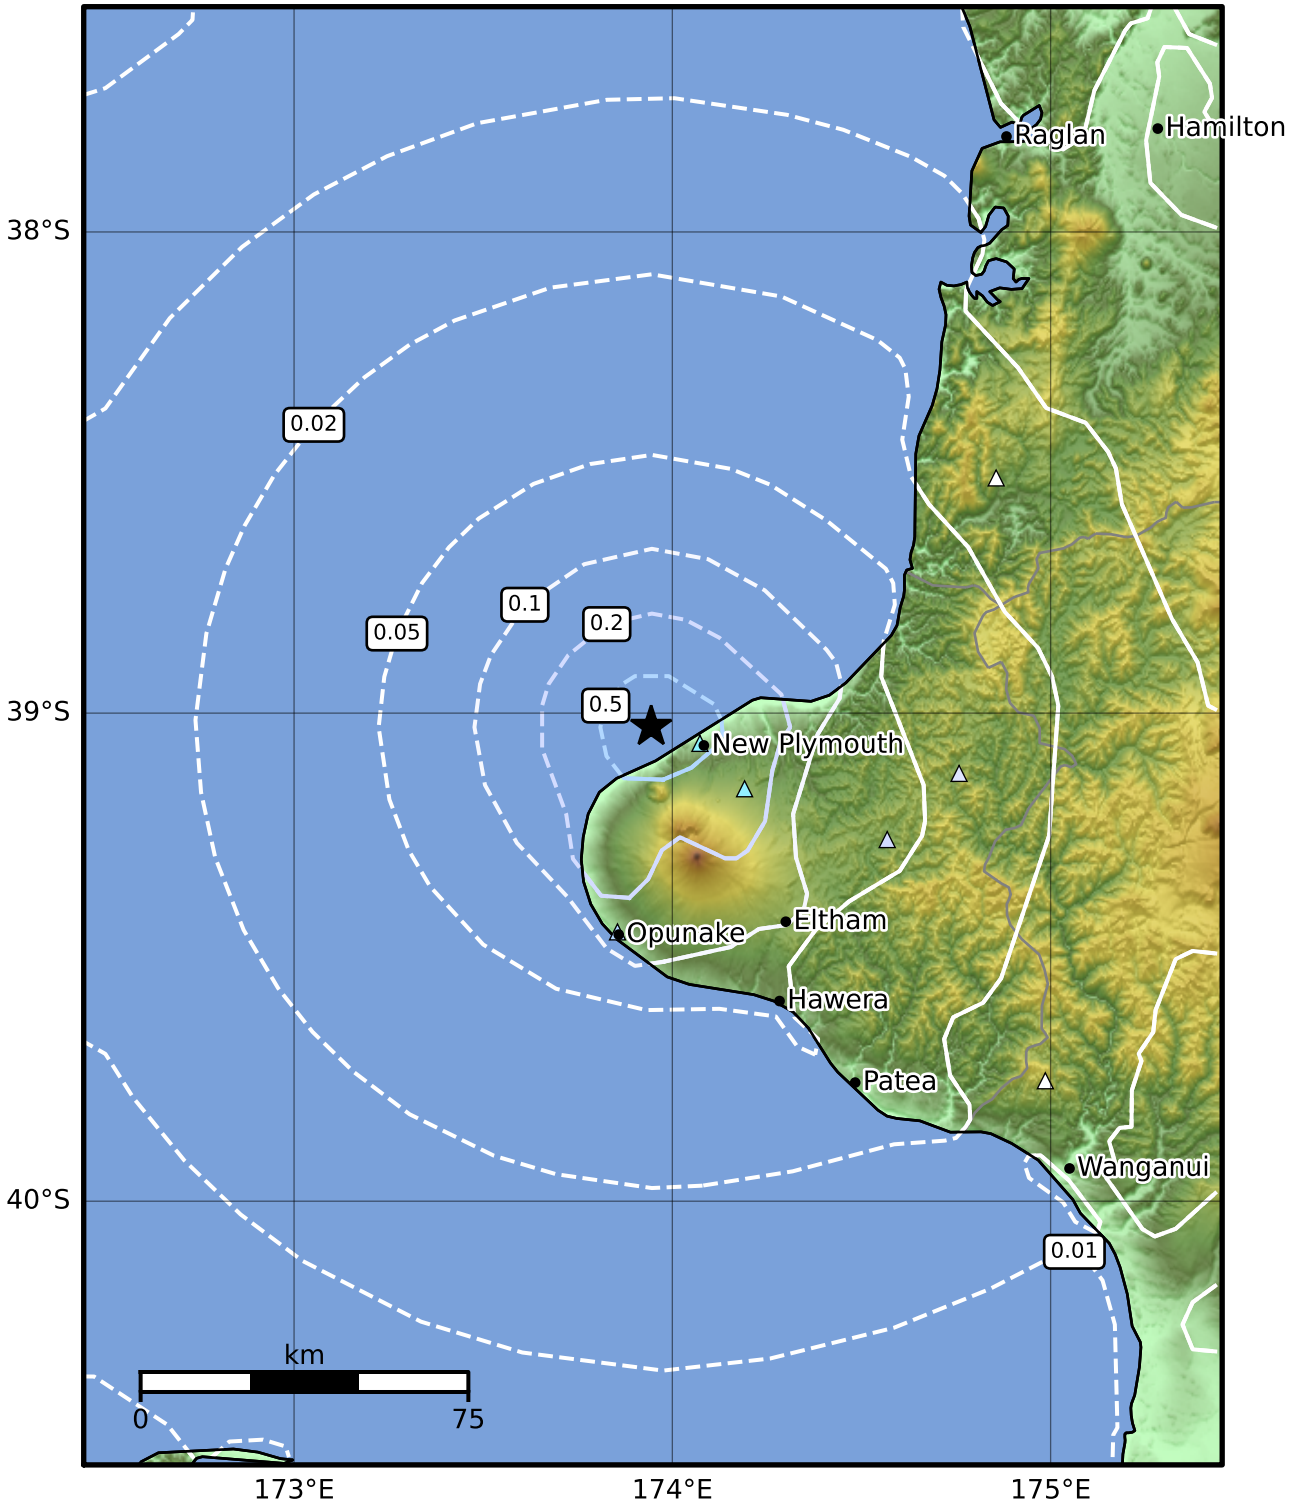 Raglan
Hamilton
38°S
0.02
0.1
0.2
0.05
0.5
39°S
New Plymouth
Eltham
Opunake
Hawera
Patea
Wanganui
40°S
0.01
km
0 75
173°E 174°E 175°E